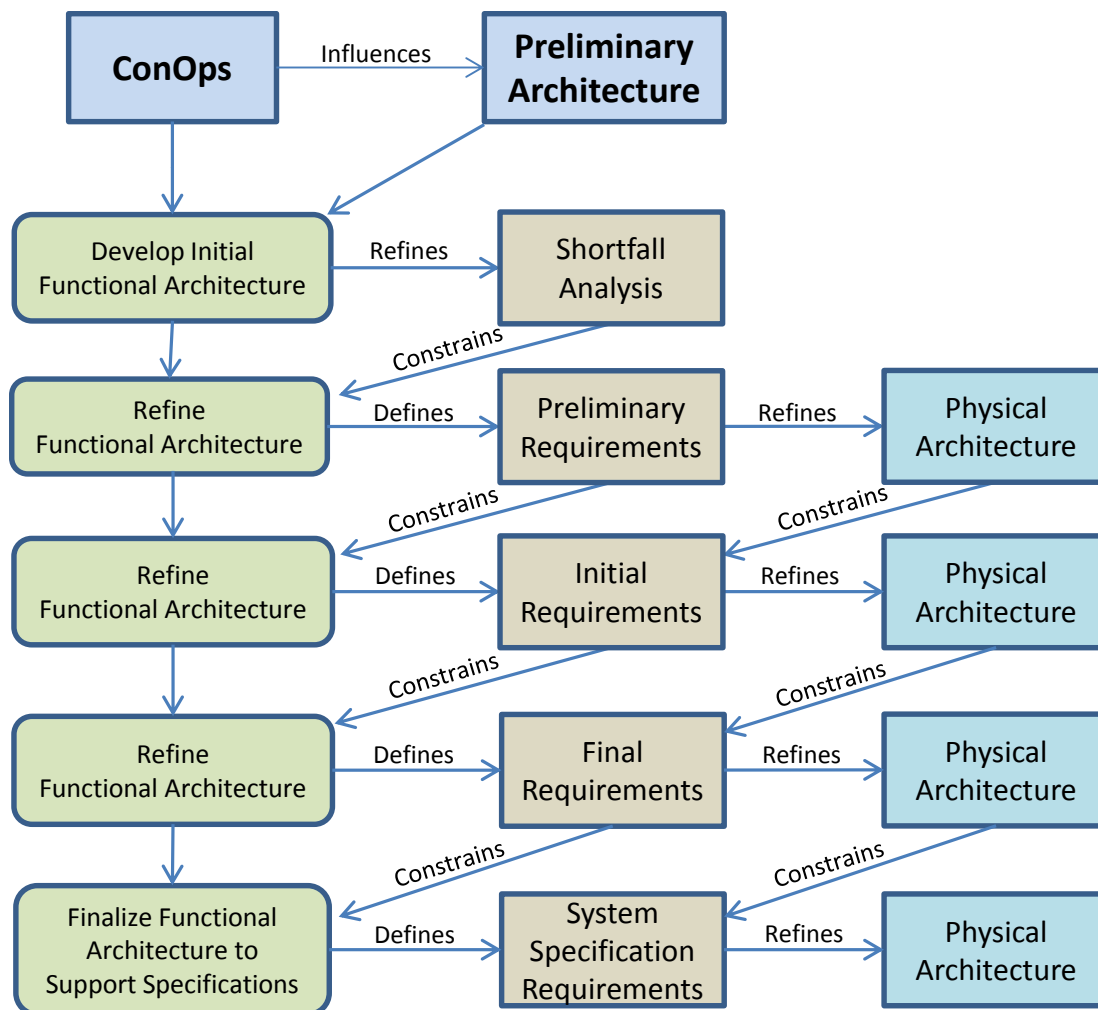 ConOps
Influences
Preliminary
Architecture
Develop Initial
Functional Architecture
Refines
Shortfall
Analysis
Constrains
Refine
Functional Architecture
Defines
Preliminary
Requirements
Refines
Physical
Architecture
Constrains
Constrains
Refine
Functional Architecture
Defines
Initial
Requirements
Refines
Physical
Architecture
Constrains
Constrains
Refine
Functional Architecture
Defines
Final
Requirements
Refines
Physical
Architecture
Constrains
Constrains
Finalize Functional
Architecture to
Support Specifications
Defines
System
Specification
Requirements
Refines
Physical
Architecture